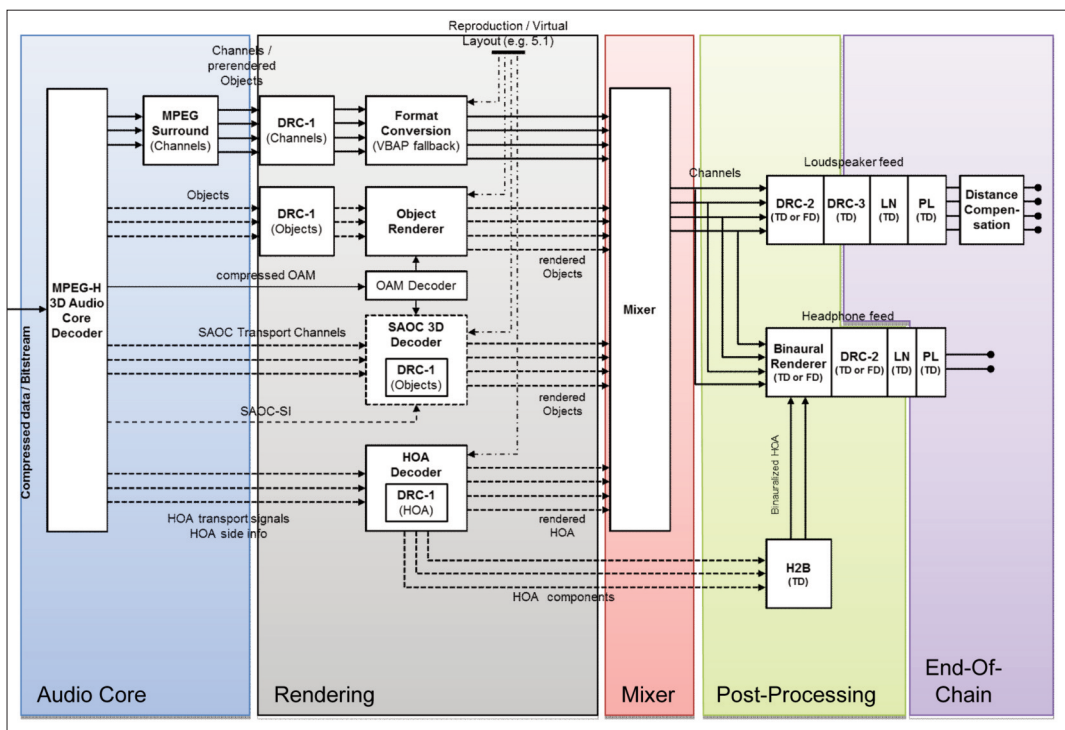 Reproduction / Virtual
Layout (e.g. 5.1)
Channels /
prerendered
Objects
MPEG
Surround
(Channels)
DRC-1
(Channels)
Format
Conversion
(VBAP fallback)
Objects
DRC-1
(Objects)
Object
Renderer
rendered
Objects
compressed OAM
OAM Decoder
MPEG-H
3D Audio
Core
Decoder
Compressed data / Bitstream
SAOC Transport Channels
SAOC 3D
Decoder
DRC-1
(Objects)
rendered
Objects
SAOC-SI
HOA
Decoder
DRC-1
(HOA)
HOA transport signals
HOA side info
rendered
HOA
HOA components
Mixer
Channels
Loudspeaker feed
DRC-2
(TD or FD)
DRC-3
(TD)
LN
(TD)
PL
(TD)
Distance
Compen-
sation
Headphone feed
Binaural
Renderer
(TD or FD)
DRC-2
(TD or FD)
LN
(TD)
PL
(TD)
Binauralized HOA
H2B
(TD)
Audio Core
Rendering
Mixer
Post-Processing
End-Of-
Chain